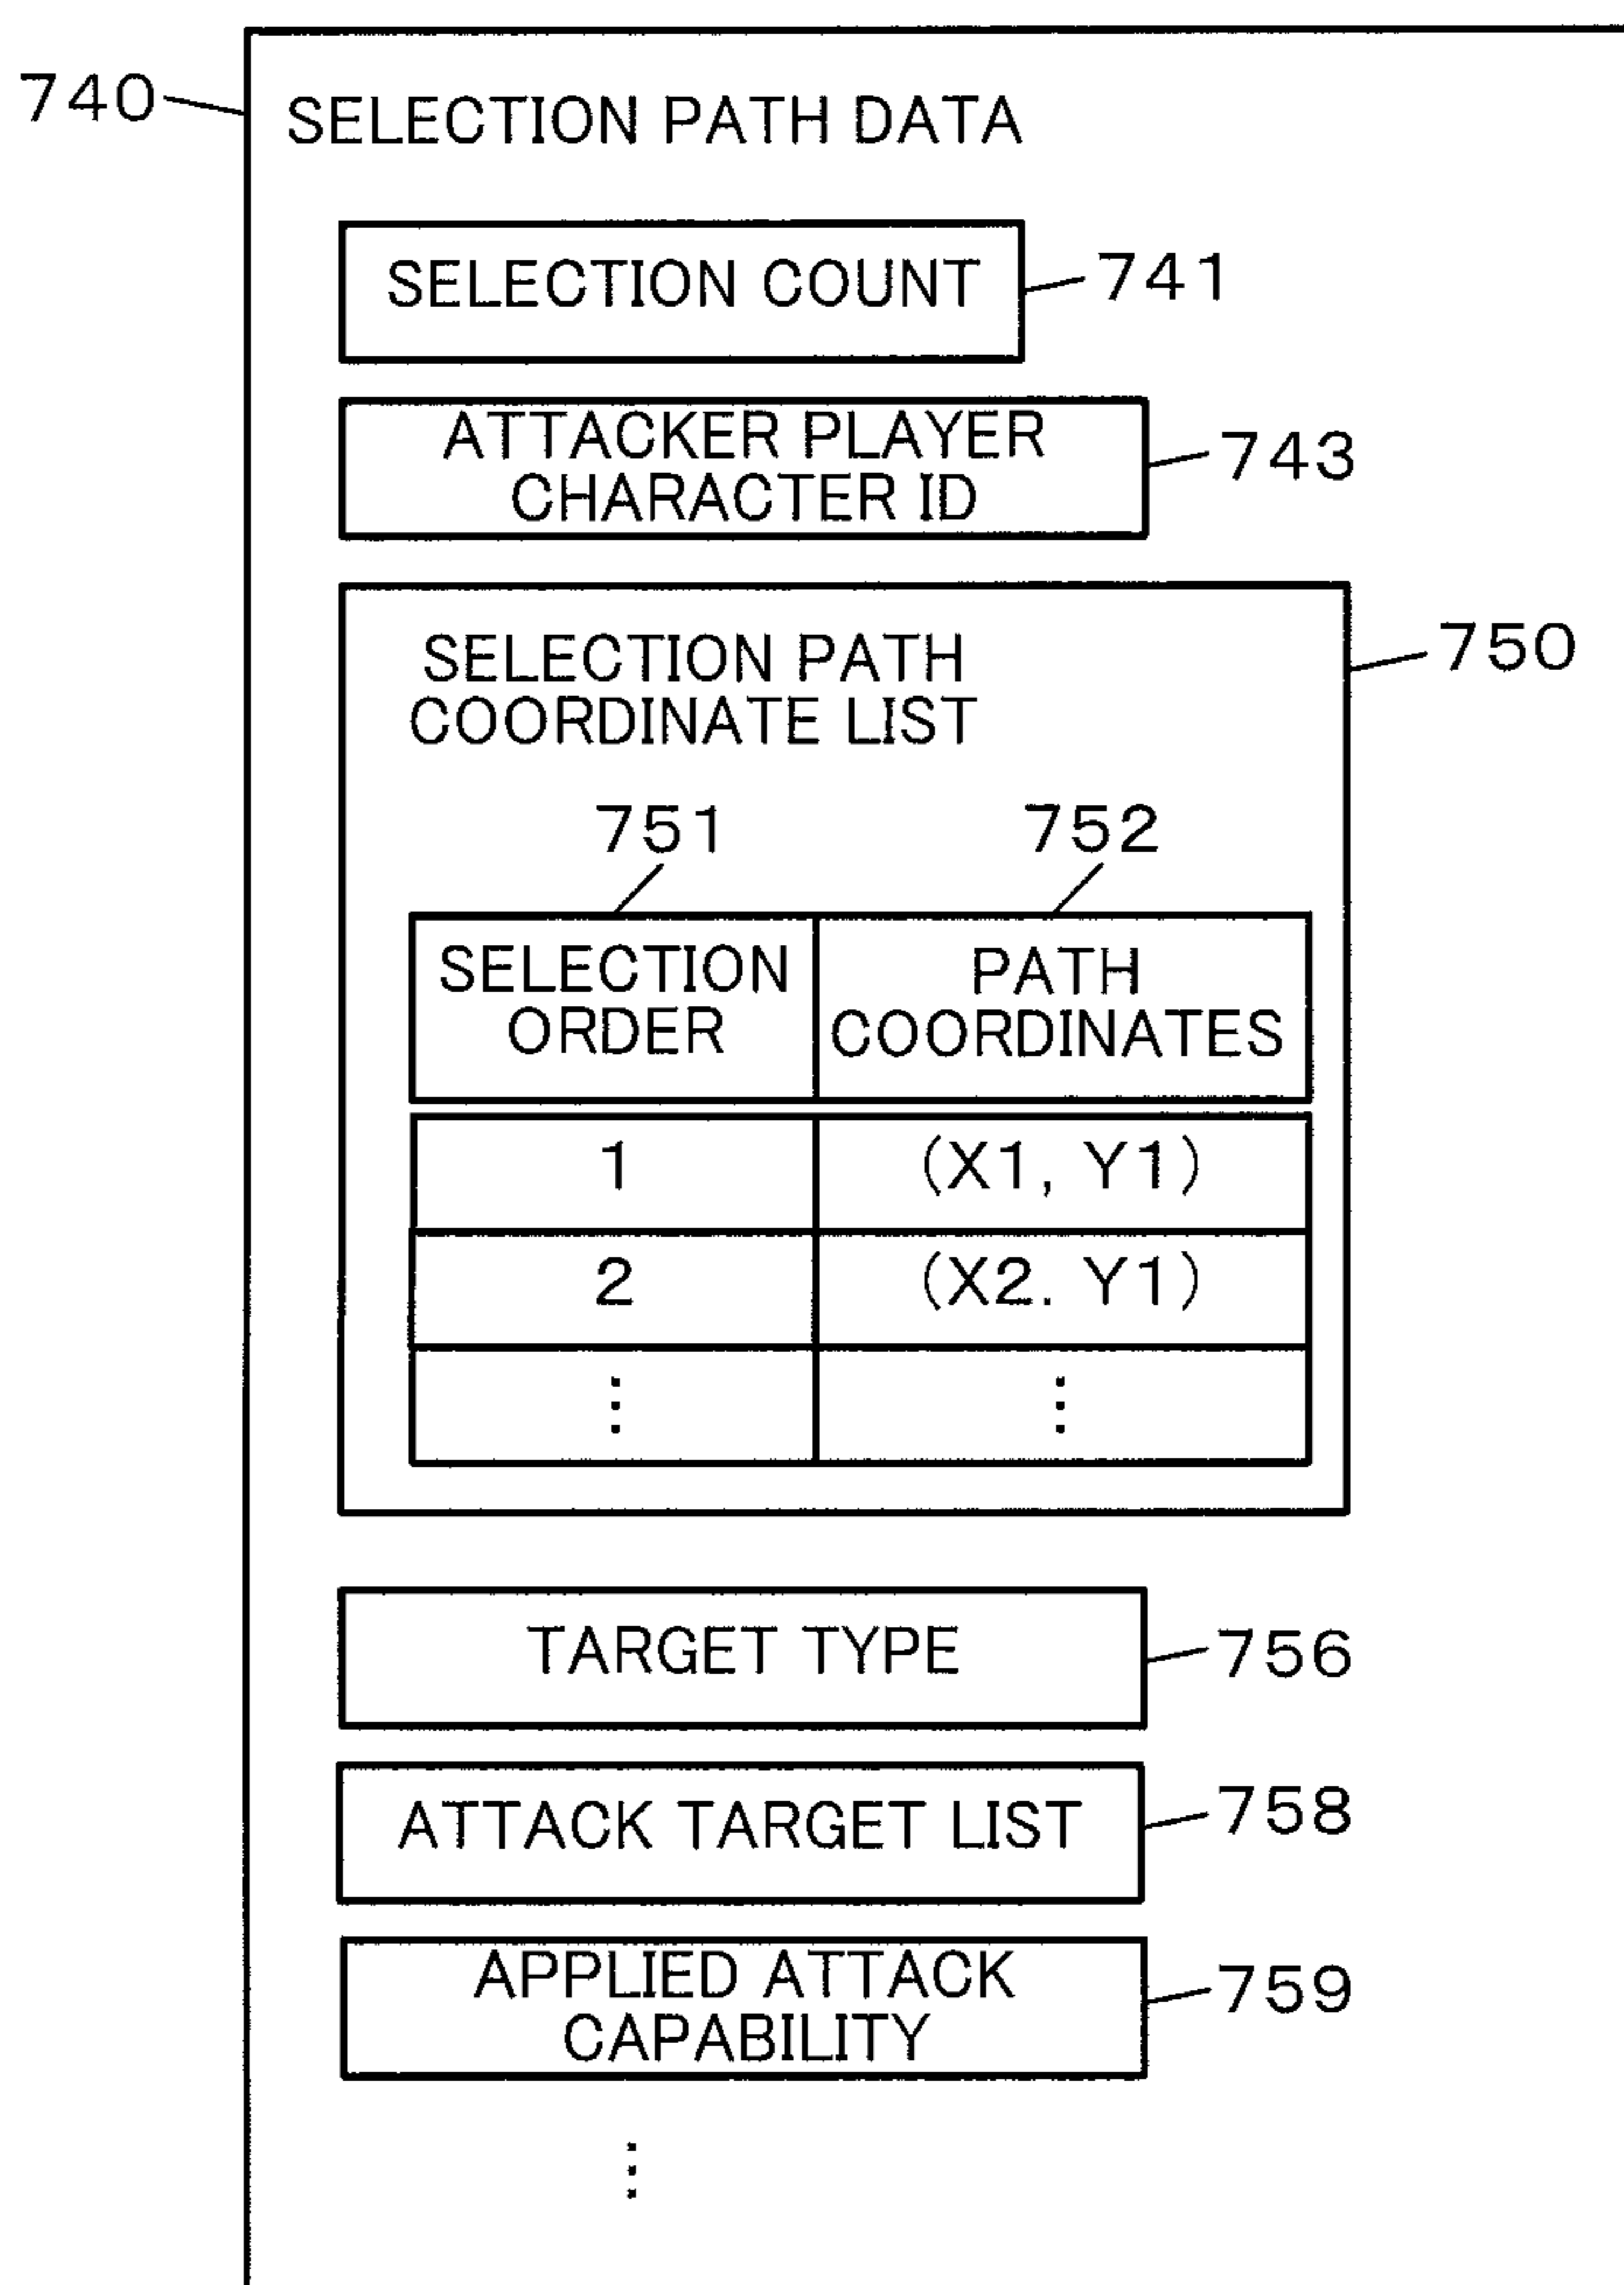 740
SELECTION PATH DATA
SELECTION COUNT
741
ATTACKER PLAYER
CHARACTER ID
743
SELECTION PATH
COORDINATE LIST
750
751
752
SELECTION
ORDER
PATH
COORDINATES
1
(X1, Y1)
2
(X2. Y1)
⋮
⋮
TARGET TYPE
756
ATTACK TARGET LIST
758
APPLIED ATTACK
CAPABILITY
759
⋮